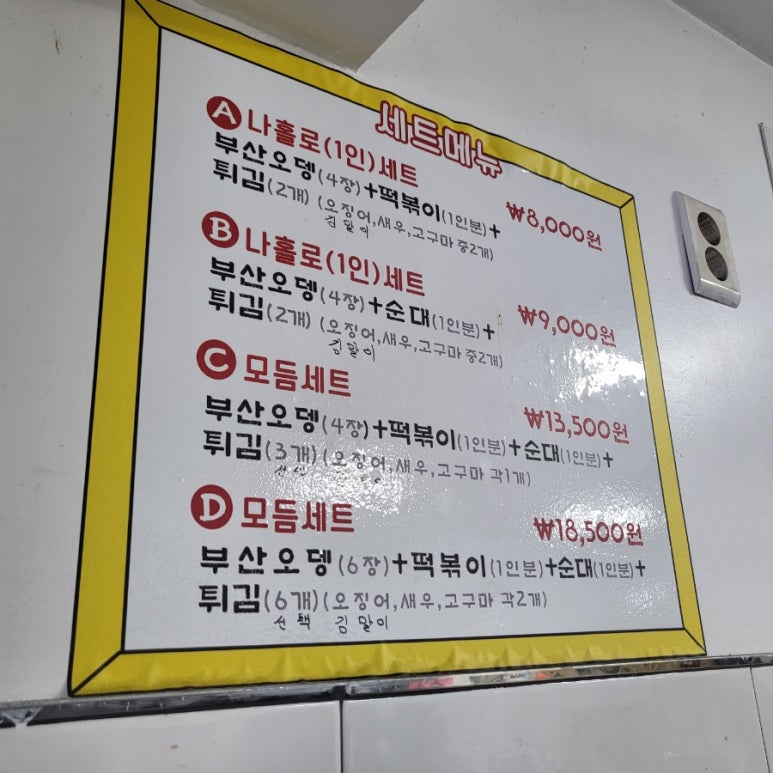 세트메뉴
A 나홀로(1인)세트
부산오뎅(4장)+떡볶이(1인분)+
₩8,000원
튀김(2개) (오징어,새우,고구마 중2개)
김말이
B 나홀로(1인)세트
부산오뎅(4장)+순대(1인분)+
₩9,000원
튀김(2개) (오징어,새우,고구마 중2개)
김말이
C 모듬세트
₩13,500원
부산오뎅(4장)+떡볶이(1인분)+순대(1인분)+
튀김(3개) (오징어,새우,고구마 각1개)
D 모듬세트
₩18,500원
부산오뎅(6장)+떡볶이(1인분)+순대(1인분)+
튀김(6개) (오징어,새우,고구마 각2개)
선택 김말이